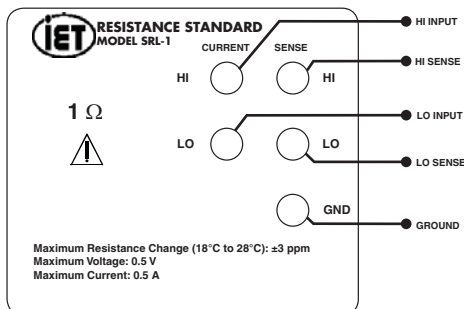 iET RESISTANCE STANDARD
MODEL SRL-1
CURRENT SENSE
HI HI
1 Ω
LO LO
GND
Maximum Resistance Change (18°C to 28°C): ±3 ppm
Maximum Voltage: 0.5 V
Maximum Current: 0.5 A
HI INPUT
HI SENSE
LO INPUT
LO SENSE
GROUND